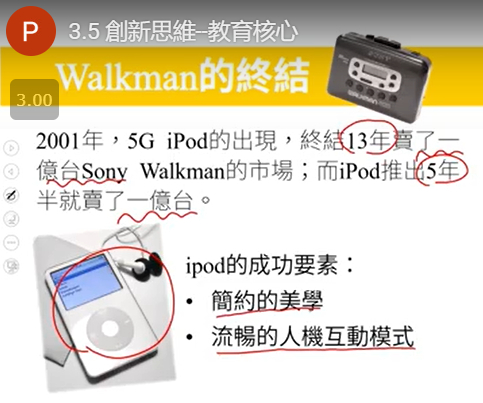 P
3.5 創新思維--教育核心
Walkman的終結
3.00
2001年，5G iPod的出現，終結13年賣了一
億台Sony Walkman的市場；而iPod推出5年
半就賣了一億台。
ipod的成功要素：
• 簡約的美學
• 流暢的人機互動模式